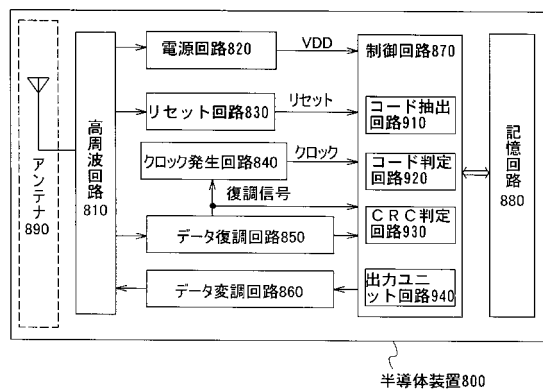 電源回路820
VDD
制御回路870
リセット回路830
リセット
コード抽出
回路910
高周波回路
810
アンテナ
890
クロック発生回路840
クロック
コード判定
回路920
記憶回路
880
復調信号
データ復調回路850
CRC判定
回路930
データ変調回路860
出力ユニ
ット回路940
半導体装置800